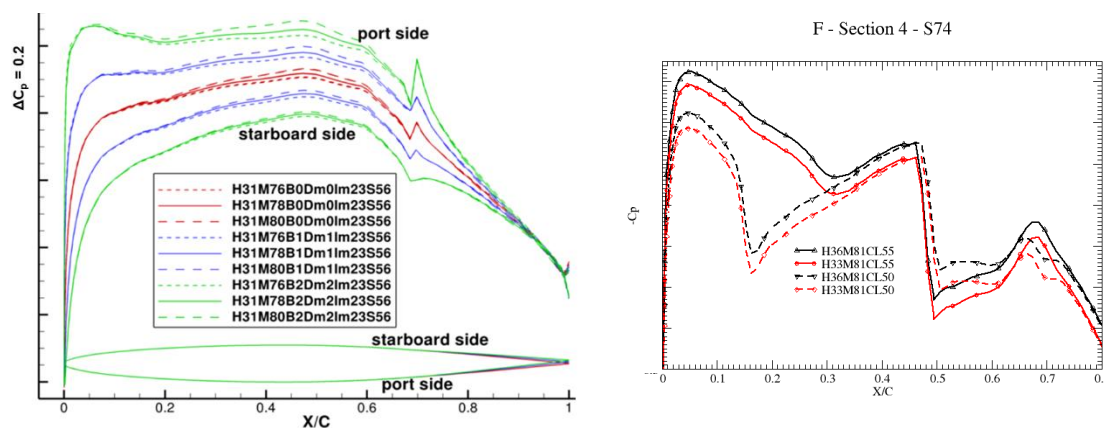 ΔCp = 0.2
port side
starboard side
H31M76B0Dm0Im23S56
H31M78B0Dm0Im23S56
H31M80B0Dm0Im23S56
H31M76B1Dm1Im23S56
H31M78B1Dm1Im23S56
H31M80B1Dm1Im23S56
H31M76B2Dm2Im23S56
H31M78B2Dm2Im23S56
H31M80B2Dm2Im23S56
starboard side
port side
0 0.2 0.4 0.6 0.8 1
X/C
F - Section 4 - S74
-Cp
H36M81CL55
H33M81CL55
H36M81CL50
H33M81CL50
0 0.1 0.2 0.3 0.4 0.5 0.6 0.7
X/C